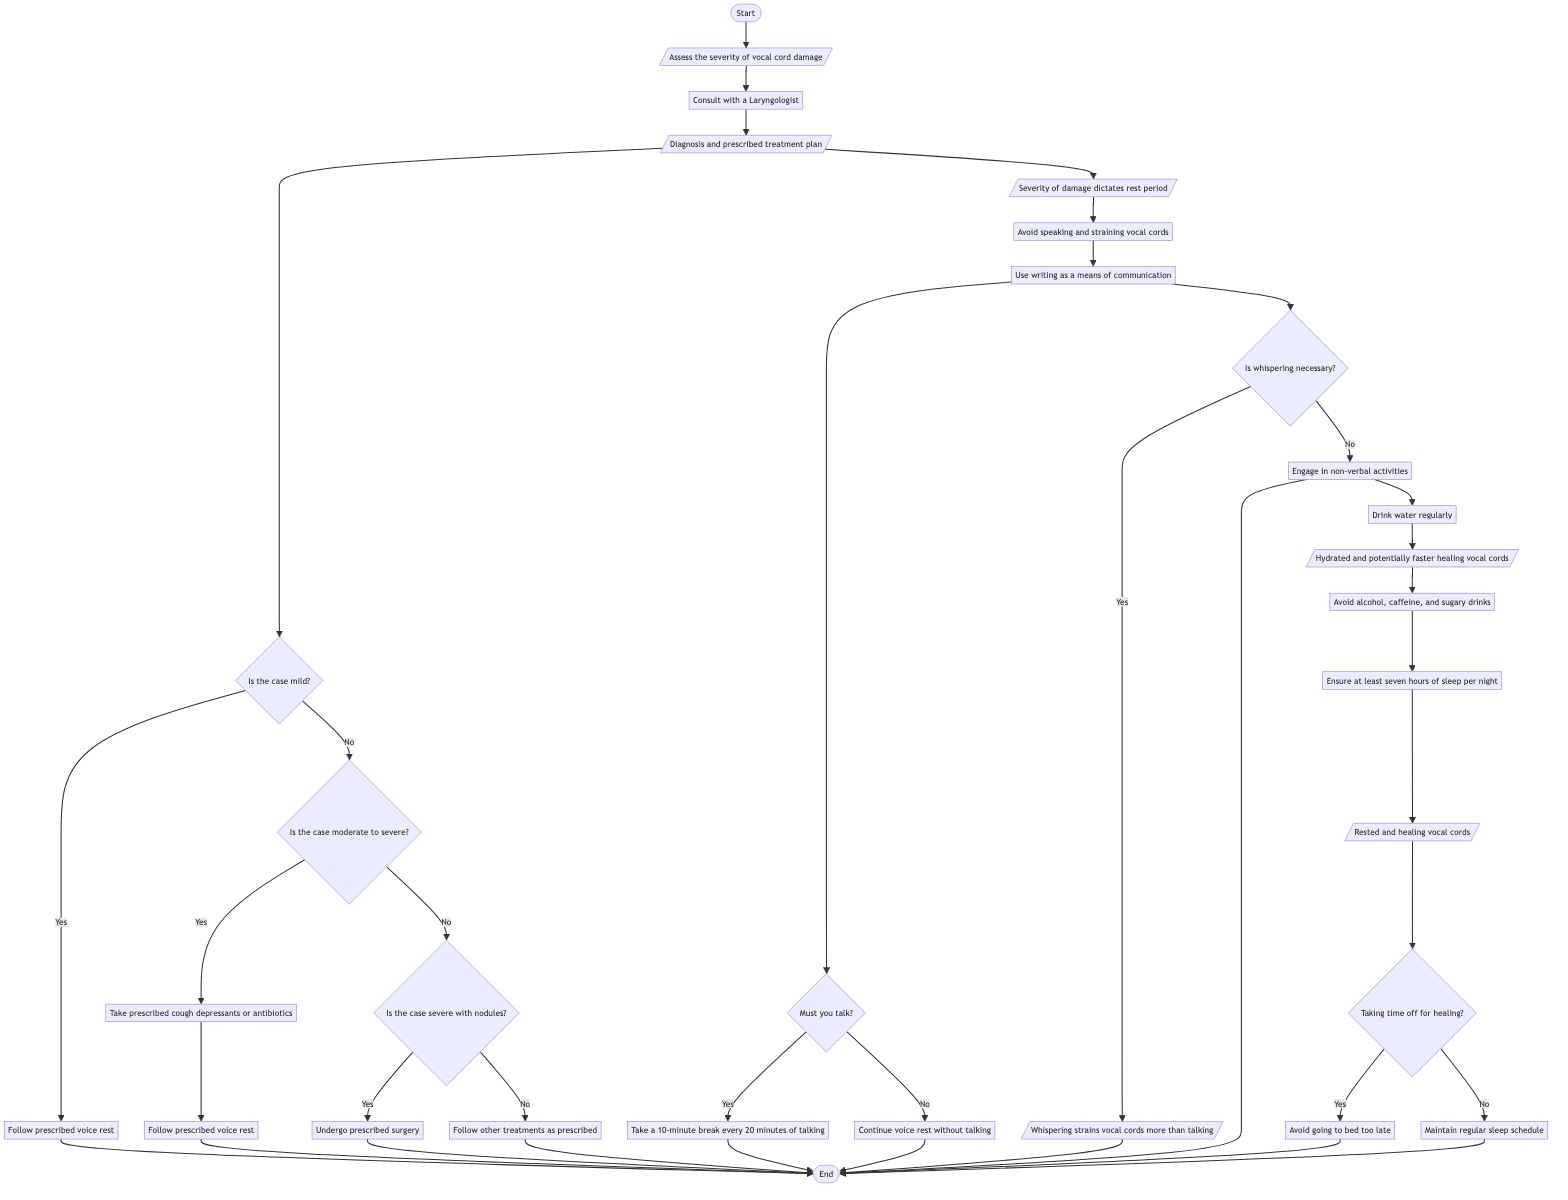 Start
Assess the severity of vocal cord damage
Consult with a Laryngologist
Diagnosis and prescribed treatment plan
Severity of damage dictates rest period
Avoid speaking and straining vocal cords
Use writing as a means of communication
Is whispering necessary?
No
Engage in non-verbal activities
Drink water regularly
Hydrated and potentially faster healing vocal cords
Yes
Avoid alcohol, caffeine, and sugary drinks
Is the case mild?
Ensure at least seven hours of sleep per night
No
Is the case moderate to severe?
Rested and healing vocal cords
Yes
Yes
No
Take prescribed cough depressants or antibiotics
Is the case severe with nodules?
Must you talk?
Taking time off for healing?
Yes
No
Yes
No
Yes
No
Follow prescribed voice rest
Follow prescribed voice rest
Undergo prescribed surgery
Follow other treatments as prescribed
Take a 10-minute break every 20 minutes of talking
Continue voice rest without talking
Whispering strains vocal cords more than talking
Avoid going to bed too late
Maintain regular sleep schedule
End